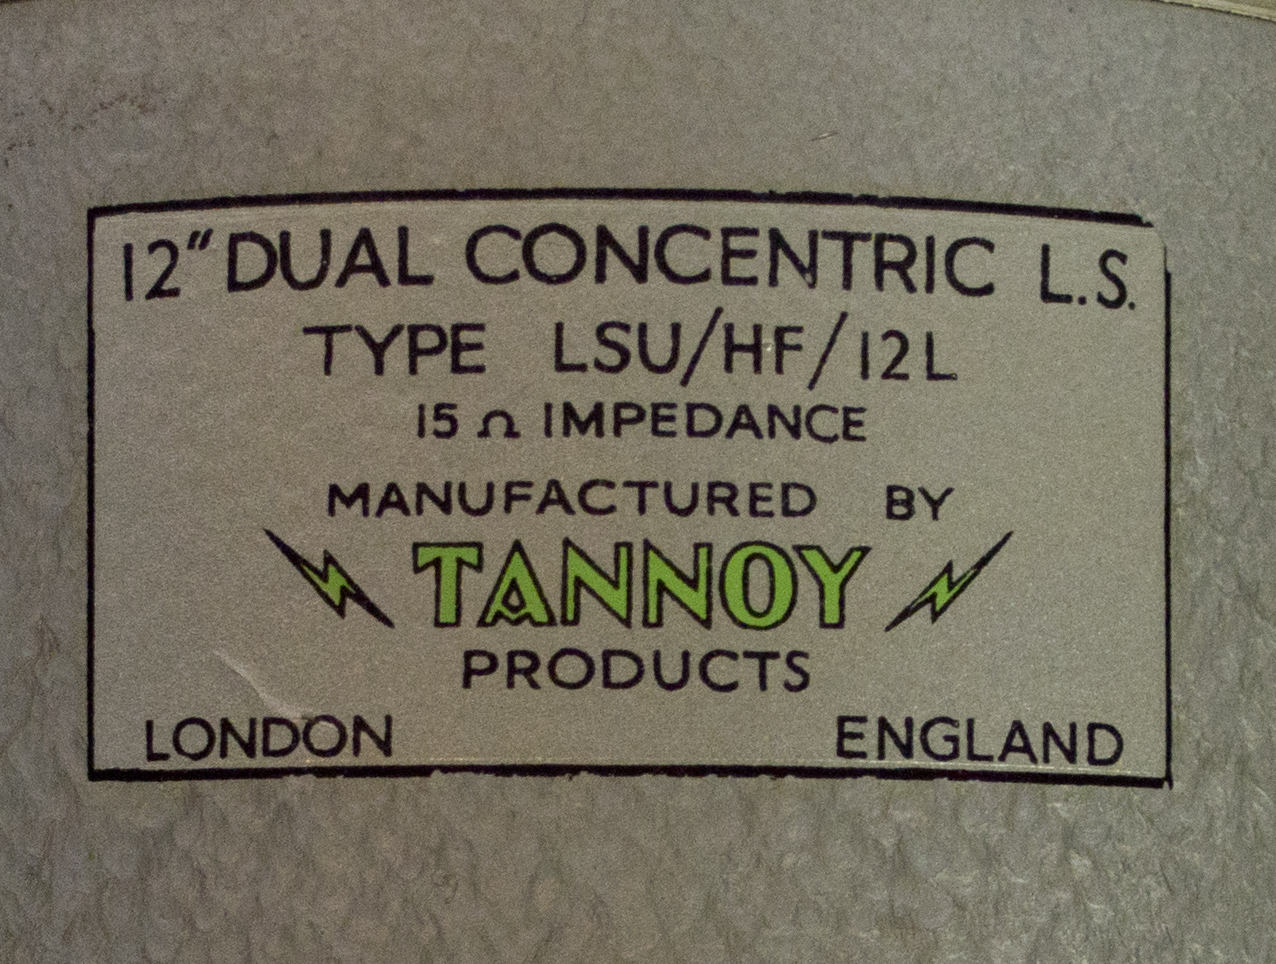 12" DUAL CONCENTRIC L.S.
TYPE LSU/HF/12L
15 Ω IMPEDANCE
MANUFACTURED BY
TANNOY
PRODUCTS
LONDON ENGLAND